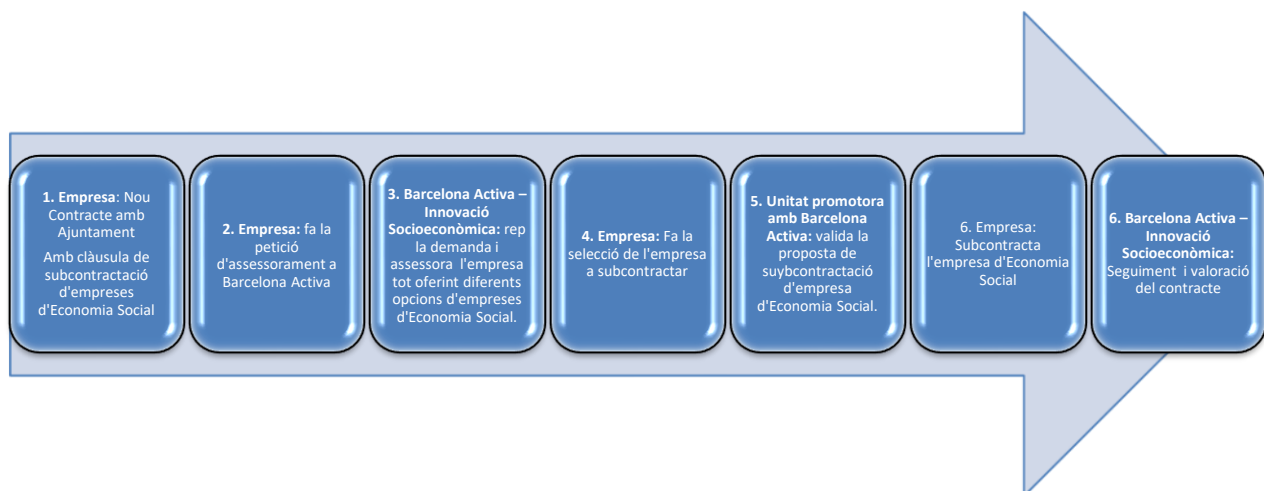 1. Empresa: Nou
Contracte amb
Ajuntament
Amb clàusula de
subcontractació
d'empreses
d'Economia Social
2. Empresa: fa la
petició
d'assessorament a
Barcelona Activa
3. Barcelona Activa –
Innovació
Socioeconòmica: rep
la demanda i
assessora l'empresa
tot oferint diferents
opcions d'empreses
d'Economia Social.
4. Empresa: Fa la
selecció de l'empresa
a subcontractar
5. Unitat promotora
amb Barcelona
Activa: valida la
proposta de
suybcontractació
d'empresa
d'Economia Social.
6. Empresa:
Subcontracta
l'empresa d'Economia
Social
6. Barcelona Activa –
Innovació
Socioeconòmica:
Seguiment i valoració
del contracte